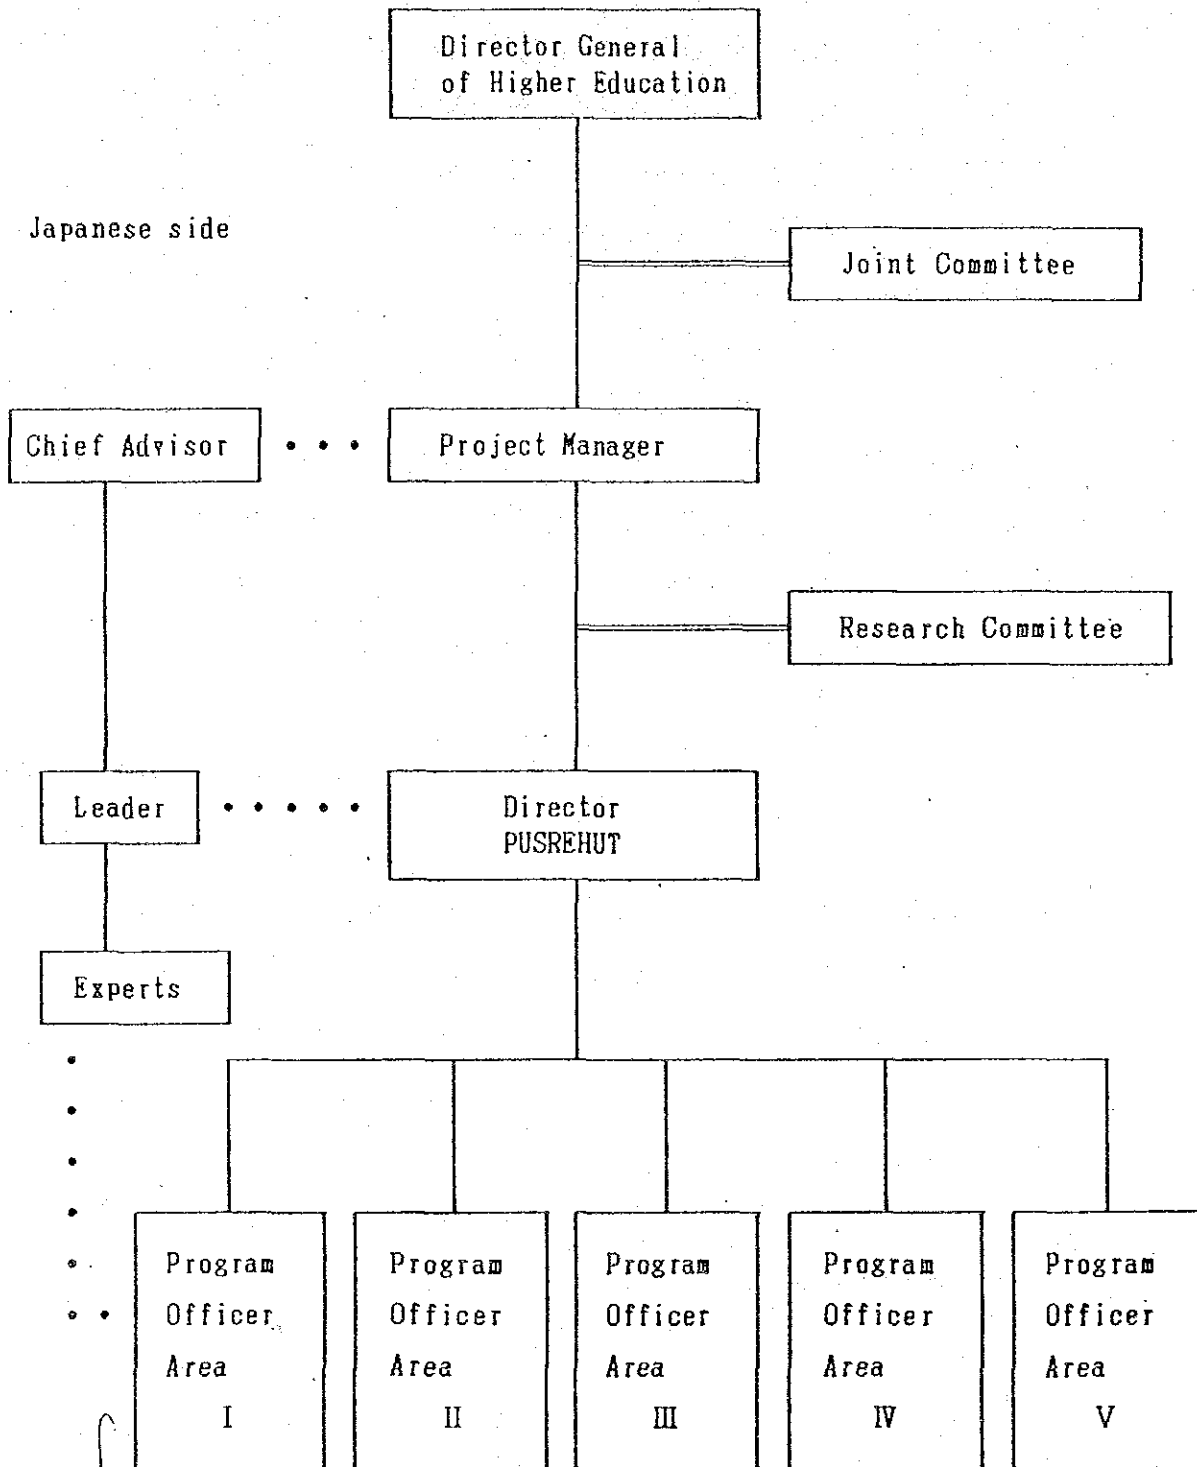 Director General
of Higher Education
Japanese side
Joint Committee
Chief Advisor
Project Manager
Research Committee
Leader
Director
PUSREHUT
Experts
Program
Officer
Area
I
Program
Officer
Area
II
Program
Officer
Area
III
Program
Officer
Area
IV
Program
Officer
Area
V